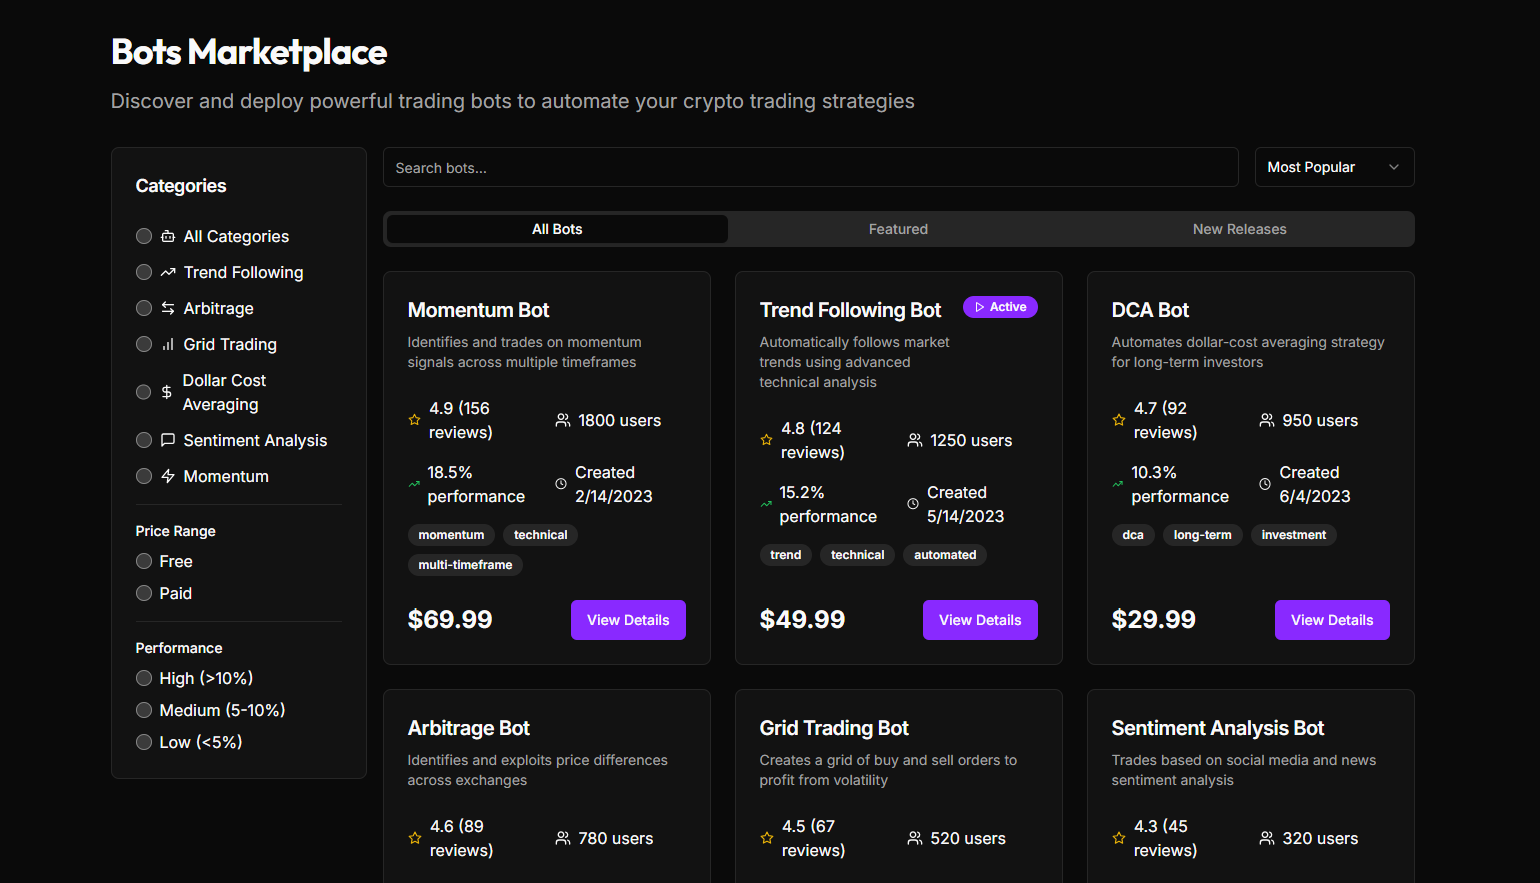 Bots Marketplace
Discover and deploy powerful trading bots to automate your crypto trading strategies
Categories
All Categories
Trend Following
Arbitrage
Grid Trading
Dollar Cost
Averaging
Sentiment Analysis
Momentum
Price Range
Free
Paid
Performance
High (>10%)
Medium (5-10%)
Low (<5%)
Search bots...
Most Popular
All Bots
Featured
New Releases
Momentum Bot
Identifies and trades on momentum
signals across multiple timeframes
4.9 (156
reviews)
1800 users
18.5%
performance
Created
2/14/2023
momentum
technical
multi-timeframe
$69.99
View Details
Trend Following Bot
Active
Automatically follows market
trends using advanced
technical analysis
4.8 (124
reviews)
1250 users
15.2%
performance
Created
5/14/2023
trend
technical
automated
$49.99
View Details
DCA Bot
Automates dollar-cost averaging strategy
for long-term investors
4.7 (92
reviews)
950 users
10.3%
performance
Created
6/4/2023
dca
long-term
investment
$29.99
View Details
Arbitrage Bot
Identifies and exploits price differences
across exchanges
4.6 (89
reviews)
780 users
Grid Trading Bot
Creates a grid of buy and sell orders to
profit from volatility
4.5 (67
reviews)
520 users
Sentiment Analysis Bot
Trades based on social media and news
sentiment analysis
4.3 (45
reviews)
320 users